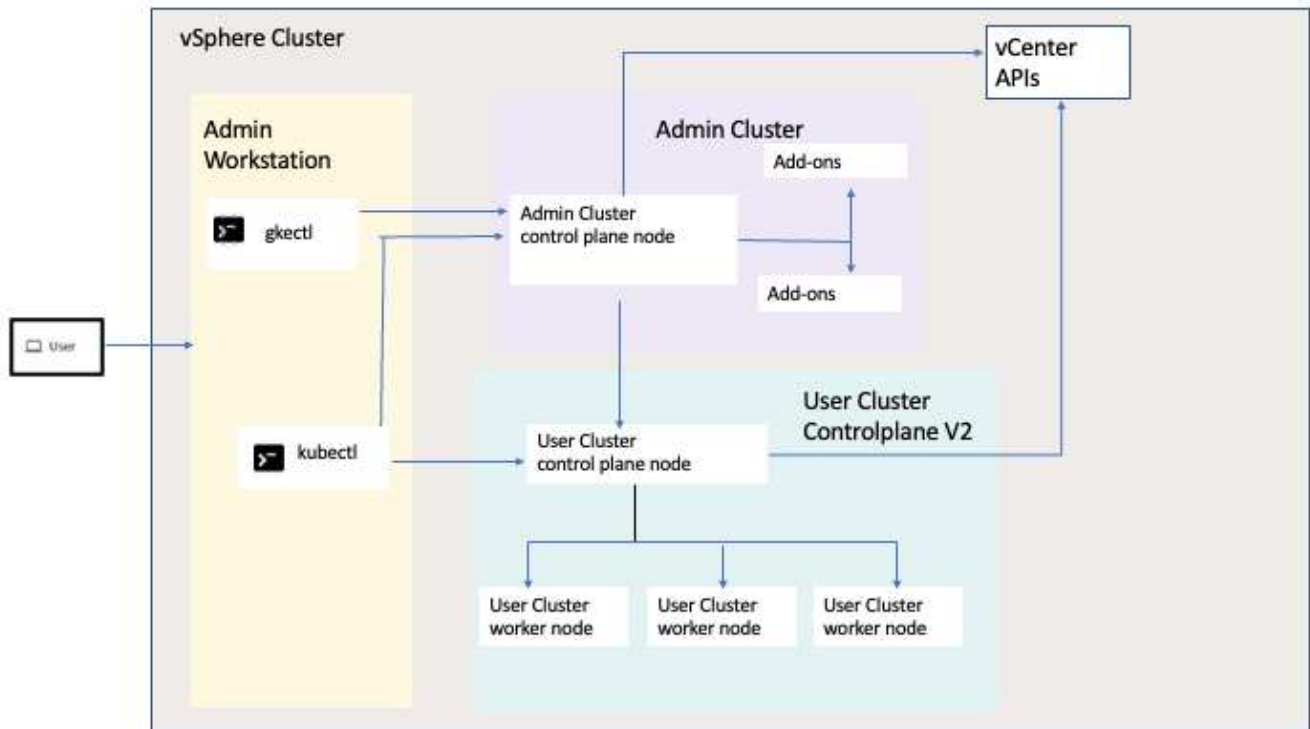 vSphere Cluster
vCenter
APIs
Admin
Workstation
Admin Cluster
Add-ons
gkectl
Admin Cluster
control plane node
Add-ons
User
User Cluster
Controlplane V2
kubectl
User Cluster
control plane node
User Cluster
worker node
User Cluster
worker node
User Cluster
worker node